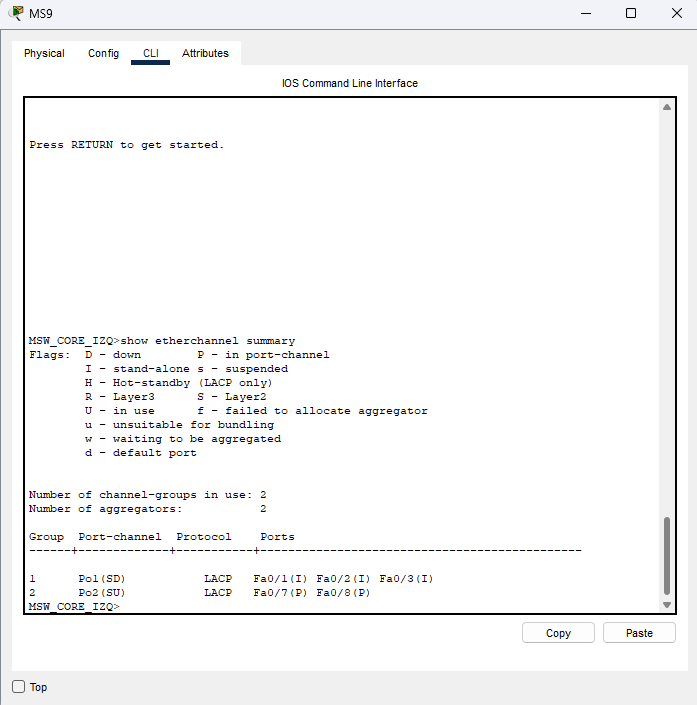 MS9
Physical Config CLI Attributes
IOS Command Line Interface
Press RETURN to get started.
MSW_CORE_IZQ>show etherchannel summary
Flags:  D - down        P - in port-channel
        I - stand-alone s - suspended
        H - Hot-standby (LACP only)
        R - Layer3      S - Layer2
        U - in use      f - failed to allocate aggregator
        u - unsuitable for bundling
        w - waiting to be aggregated
        d - default port
Number of channel-groups in use: 2
Number of aggregators:           2
Group  Port-channel  Protocol    Ports
------+-------------+-----------+----------------------------------------------
1      Po1(SD)           LACP   Fa0/1(I) Fa0/2(I) Fa0/3(I)
2      Po2(SU)           LACP   Fa0/7(P) Fa0/8(P)
MSW_CORE_IZQ>
Copy Paste
Top